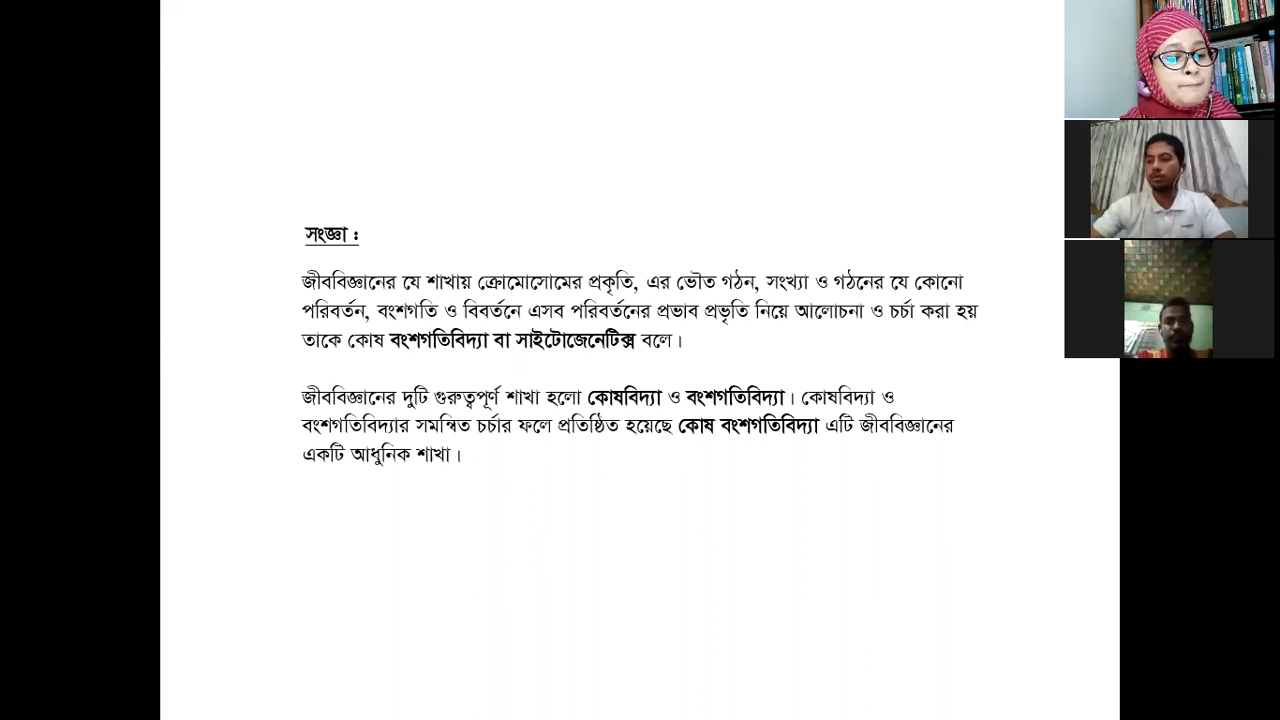 সংজ্ঞা :
জীববিজ্ঞানের যে শাখায় ক্রোমোসোমের প্রকৃতি, এর ভৌত গঠন, সংখ্যা ও গঠনের যে কোনো
পরিবর্তন, বংশগতি ও বিবর্তনে এসব পরিবর্তনের প্রভাব প্রভৃতি নিয়ে আলোচনা ও চর্চা করা হয়
তাকে কোষ বংশগতিবিদ্যা বা সাইটোজেনেটিক্স বলে।
জীববিজ্ঞানের দুটি গুরুত্বপূর্ণ শাখা হলো কোষবিদ্যা ও বংশগতিবিদ্যা। কোষবিদ্যা ও
বংশগতিবিদ্যার সমন্বিত চর্চার ফলে প্রতিষ্ঠিত হয়েছে কোষ বংশগতিবিদ্যা এটি জীববিজ্ঞানের
একটি আধুনিক শাখা।